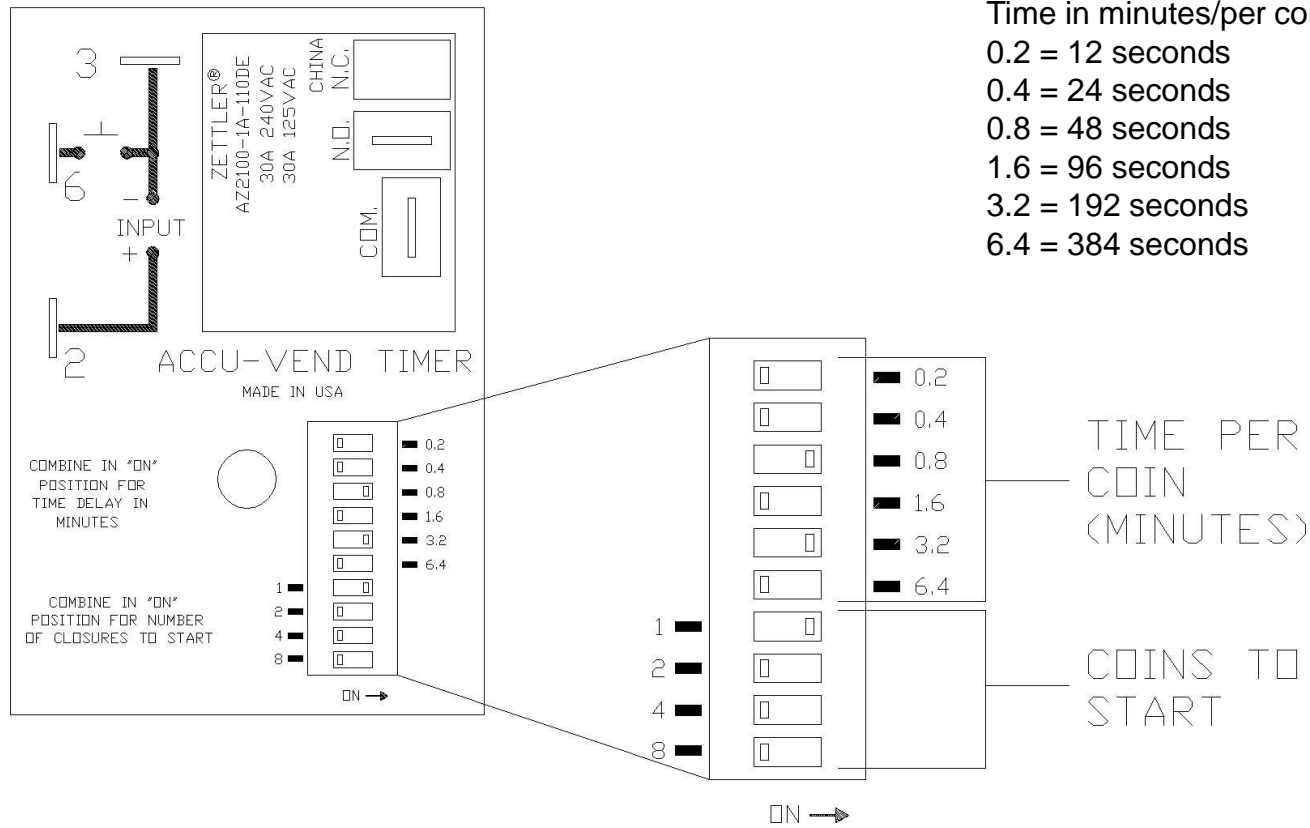 Time in minutes/per
0.2 = 12 seconds
0.4 = 24 seconds
0.8 = 48 seconds
1.6 = 96 seconds
3.2 = 192 seconds
6.4 = 384 seconds
3
6
-
INPUT
+
2
ZETTLER®
AZ2100-1A-110DE
30A 240VAC
30A 125VAC
CHINA
N.C.
N.O.
COM.
ACCU-VEND TIMER
MADE IN USA
COMBINE IN "ON"
POSITION FOR
TIME DELAY IN
MINUTES
0.2
0.4
0.8
1.6
3.2
6.4
COMBINE IN "ON"
POSITION FOR NUMBER
OF CLOSURES TO START
1
2
4
8
ON
0.2
0.4
0.8
1.6
3.2
6.4
TIME PER
COIN
(MINUTES)
1
2
4
8
COINS TO
START
ON